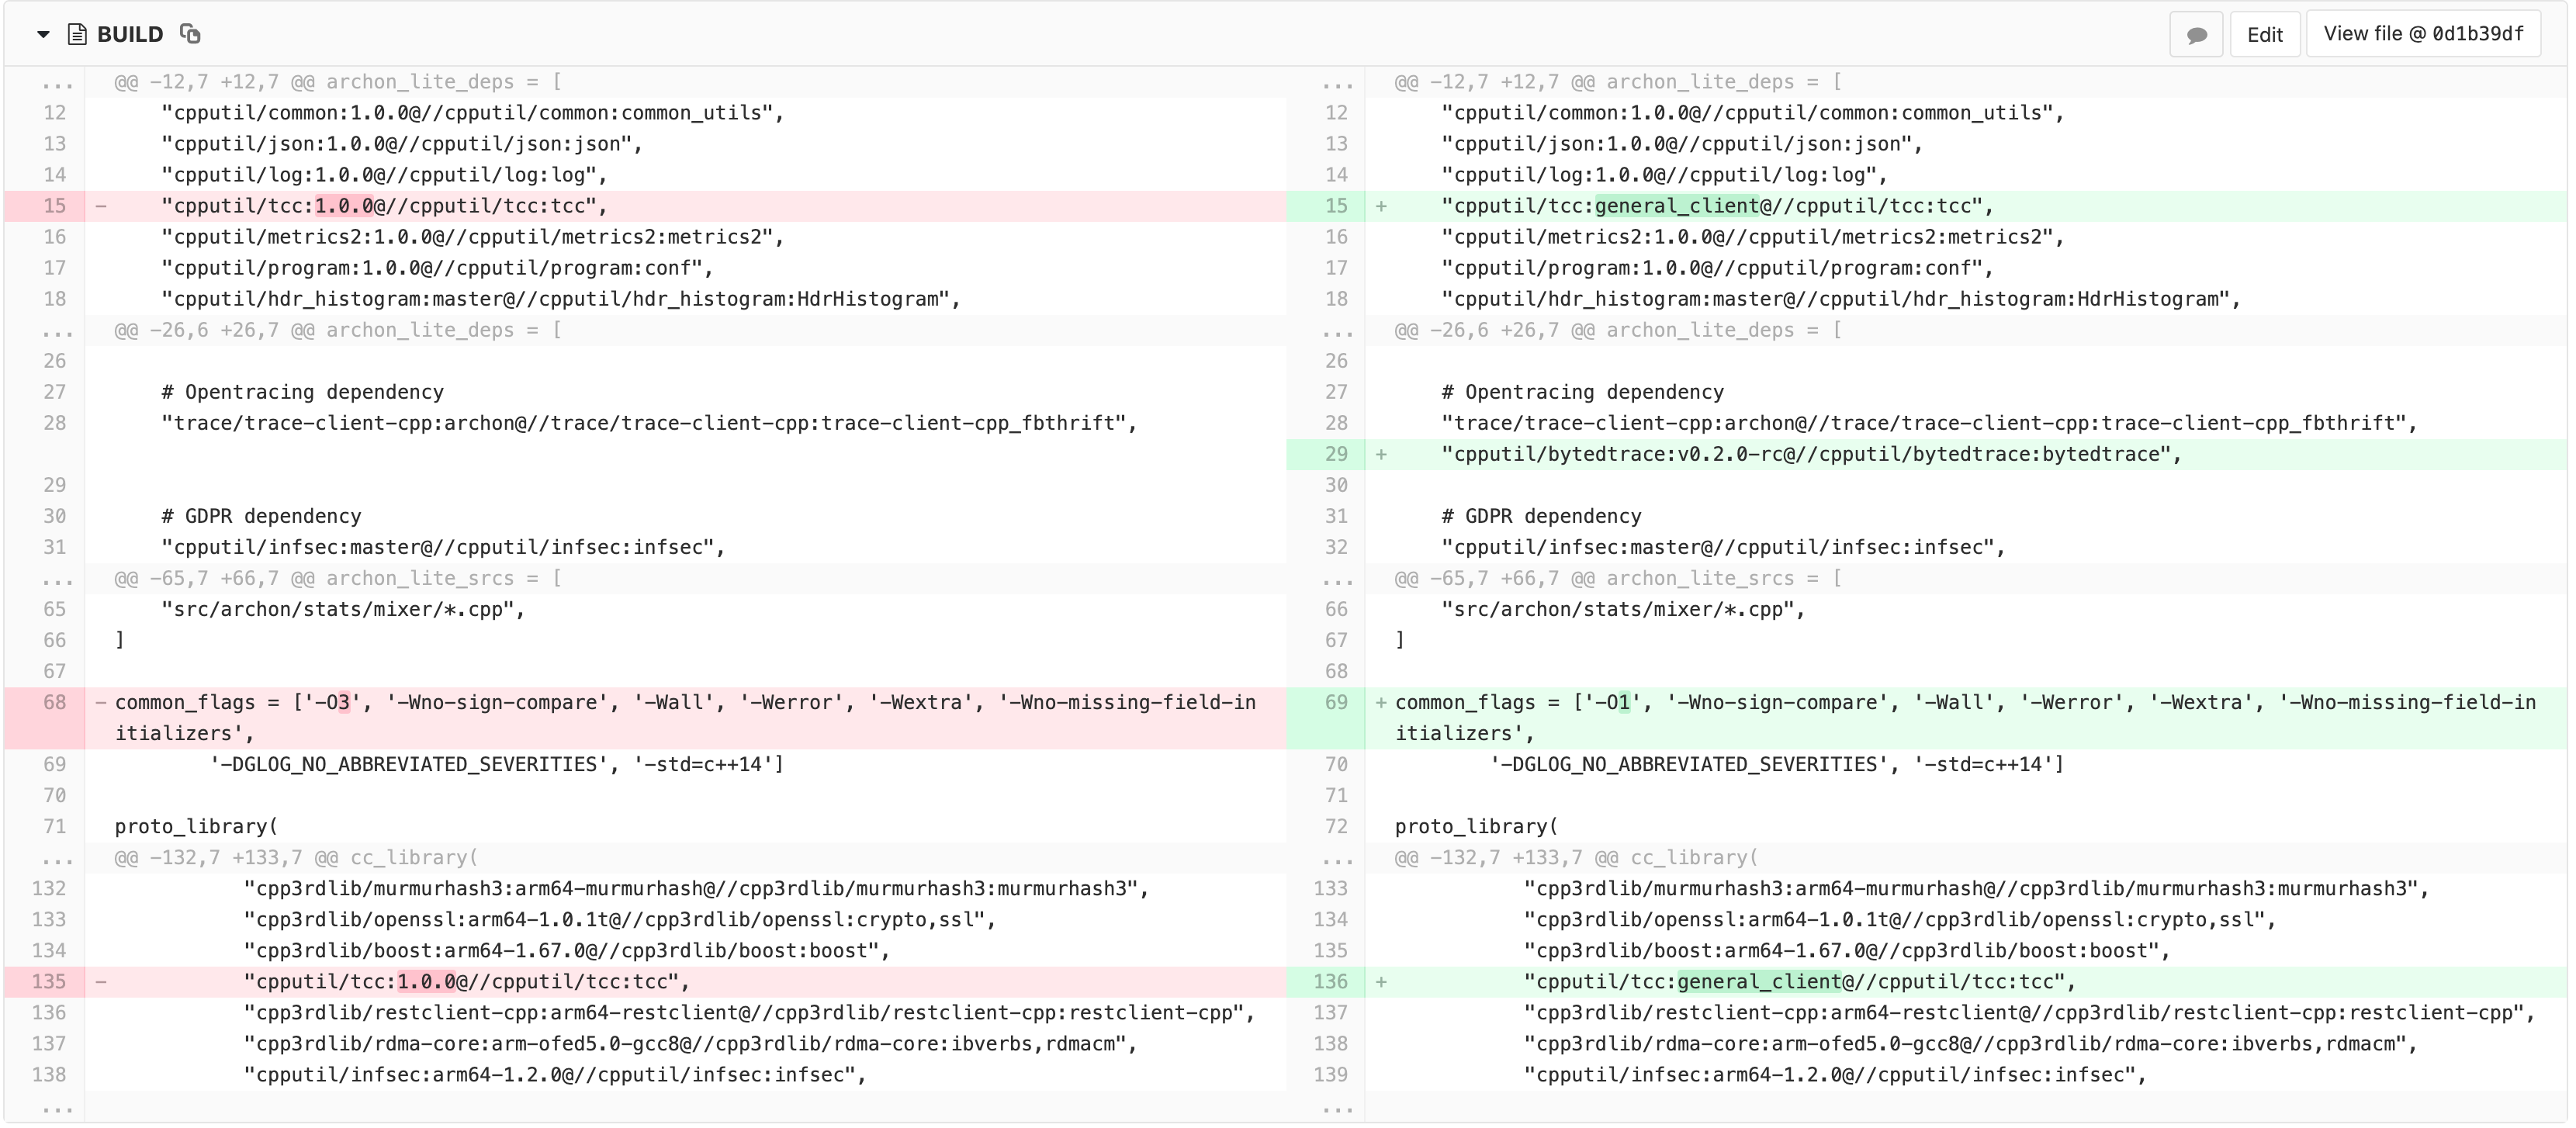 BUILD
Edit
View file @ 0d1b39df
... @@ -12,7 +12,7 @@ archon_lite_deps = [
12 "cpputil/common:1.0.0@//cpputil/common:common_utils",
13 "cpputil/json:1.0.0@//cpputil/json:json",
14 "cpputil/log:1.0.0@//cpputil/log:log",
15 - "cpputil/tcc:1.0.0@//cpputil/tcc:tcc",
16 "cpputil/metrics2:1.0.0@//cpputil/metrics2:metrics2",
17 "cpputil/program:1.0.0@//cpputil/program:conf",
18 "cpputil/hdr_histogram:master@//cpputil/hdr_histogram:HdrHistogram",
... @@ -26,6 +26,7 @@ archon_lite_deps = [
26
27 # Opentracing dependency
28 "trace/trace-client-cpp:archon@//trace/trace-client-cpp:trace-client-cpp_fbthrift",
29
30 # GDPR dependency
31 "cpputil/infsec:master@//cpputil/infsec:infsec",
... @@ -65,7 +66,7 @@ archon_lite_srcs = [
65 "src/archon/stats/mixer/*.cpp",
66 ]
67
68 - common_flags = ['-O3', '-Wno-sign-compare', '-Wall', '-Werror', '-Wextra', '-Wno-missing-field-in
itializers',
69 '-DGLOG_NO_ABBREVIATED_SEVERITIES', '-std=c++14']
70
71 proto_library(
... @@ -132,7 +133,7 @@ cc_library(
132 "cpp3rdlib/murmurhash3:arm64-murmurhash@//cpp3rdlib/murmurhash3:murmurhash3",
133 "cpp3rdlib/openssl:arm64-1.0.1t@//cpp3rdlib/openssl:crypto,ssl",
134 "cpp3rdlib/boost:arm64-1.67.0@//cpp3rdlib/boost:boost",
135 - "cpputil/tcc:1.0.0@//cpputil/tcc:tcc",
136 "cpp3rdlib/restclient-cpp:arm64-restclient@//cpp3rdlib/restclient-cpp:restclient-cpp",
137 "cpp3rdlib/rdma-core:arm-ofed5.0-gcc8@//cpp3rdlib/rdma-core:ibverbs,rdmacm",
138 "cpputil/infsec:arm64-1.2.0@//cpputil/infsec:infsec",
...
... @@ -12,7 +12,7 @@ archon_lite_deps = [
12 "cpputil/common:1.0.0@//cpputil/common:common_utils",
13 "cpputil/json:1.0.0@//cpputil/json:json",
14 "cpputil/log:1.0.0@//cpputil/log:log",
15 + "cpputil/tcc:general_client@//cpputil/tcc:tcc",
16 "cpputil/metrics2:1.0.0@//cpputil/metrics2:metrics2",
17 "cpputil/program:1.0.0@//cpputil/program:conf",
18 "cpputil/hdr_histogram:master@//cpputil/hdr_histogram:HdrHistogram",
... @@ -26,6 +26,7 @@ archon_lite_deps = [
26
27 # Opentracing dependency
28 "trace/trace-client-cpp:archon@//trace/trace-client-cpp:trace-client-cpp_fbthrift",
29 + "cpputil/bytedtrace:v0.2.0-rc@//cpputil/bytedtrace:bytedtrace",
30
31 # GDPR dependency
32 "cpputil/infsec:master@//cpputil/infsec:infsec",
... @@ -65,7 +66,7 @@ archon_lite_srcs = [
66 "src/archon/stats/mixer/*.cpp",
67 ]
68
69 + common_flags = ['-O1', '-Wno-sign-compare', '-Wall', '-Werror', '-Wextra', '-Wno-missing-field-in
itializers',
70 '-DGLOG_NO_ABBREVIATED_SEVERITIES', '-std=c++14']
71
72 proto_library(
... @@ -132,7 +133,7 @@ cc_library(
133 "cpp3rdlib/murmurhash3:arm64-murmurhash@//cpp3rdlib/murmurhash3:murmurhash3",
134 "cpp3rdlib/openssl:arm64-1.0.1t@//cpp3rdlib/openssl:crypto,ssl",
135 "cpp3rdlib/boost:arm64-1.67.0@//cpp3rdlib/boost:boost",
136 + "cpputil/tcc:general_client@//cpputil/tcc:tcc",
137 "cpp3rdlib/restclient-cpp:arm64-restclient@//cpp3rdlib/restclient-cpp:restclient-cpp",
138 "cpp3rdlib/rdma-core:arm-ofed5.0-gcc8@//cpp3rdlib/rdma-core:ibverbs,rdmacm",
139 "cpputil/infsec:arm64-1.2.0@//cpputil/infsec:infsec",
...